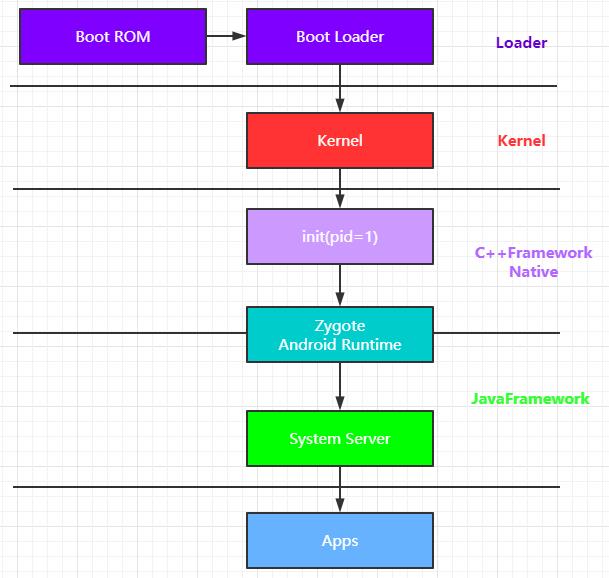 Boot ROM
Boot Loader
Loader
Kernel
Kernel
init(pid=1)
C++Framework
Native
Zygote
Android Runtime
JavaFramework
System Server
Apps